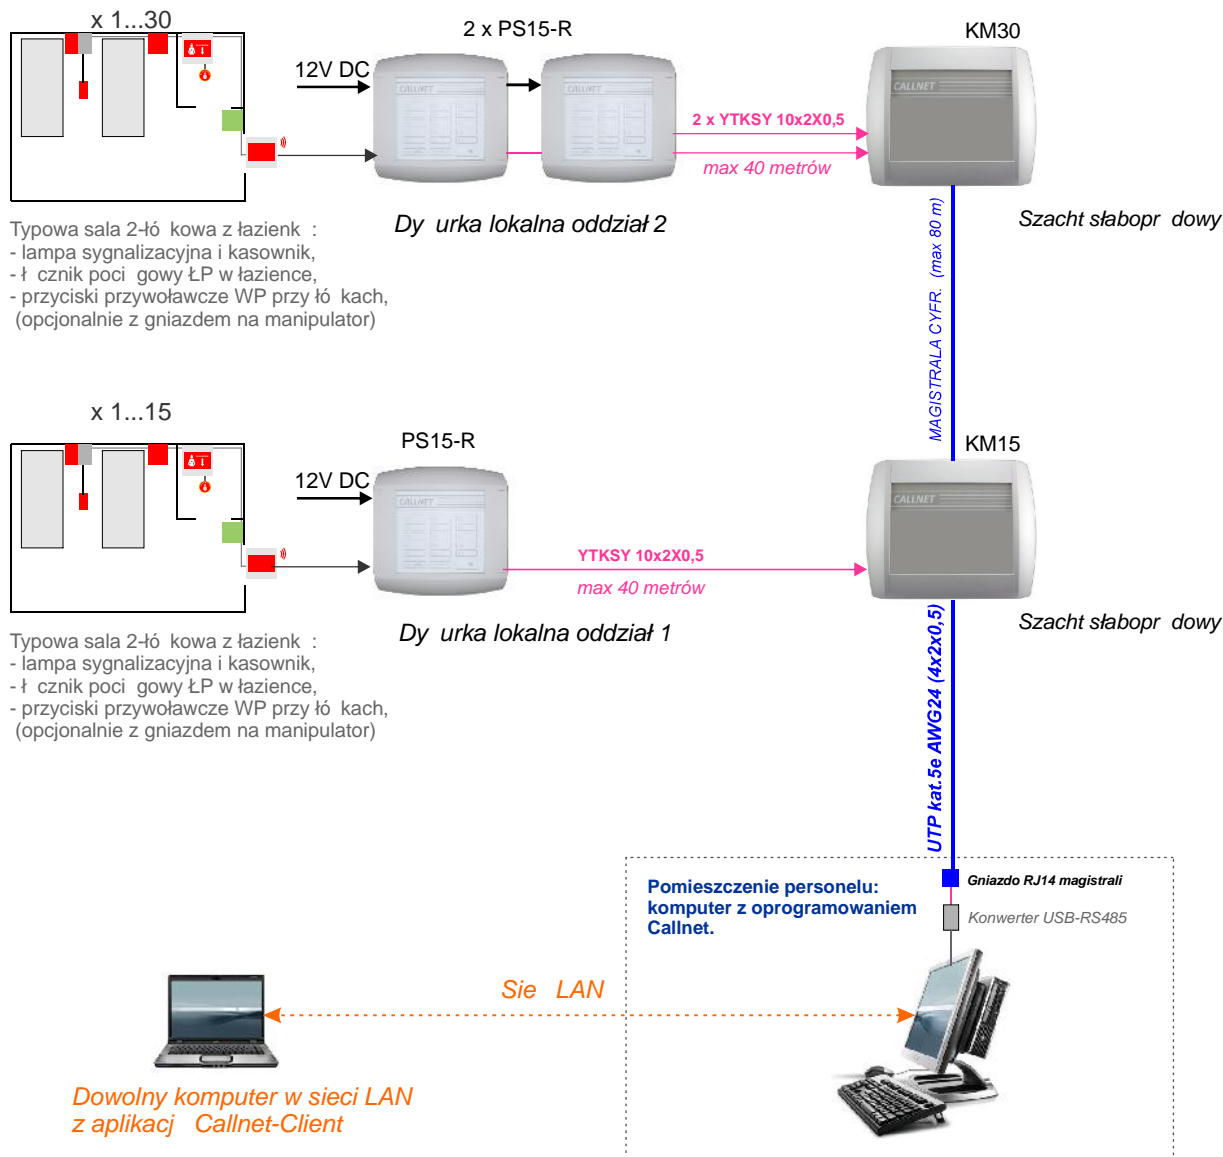 x 1...30
2 x PS15-R
KM30
12V DC
CALLNET
CALLNET
CALLNET
2 x YTKSY 10x2X0,5
max 40 metrów
Typowa sala 2-łó kowa z łazienk :
- lampa sygnalizacyjna i kasownik,
- ł cznik poci gowy ŁP w łazience,
- przyciski przywoławcze WP przy łó kach,
(opcjonalnie z gniazdem na manipulator)
Dy urka lokalna oddział 2
Szacht słabopr dowy
MAGISTRALA CYFR. (max 80 m)
x 1...15
PS15-R
KM15
12V DC
CALLNET
CALLNET
YTKSY 10x2X0,5
max 40 metrów
Typowa sala 2-łó kowa z łazienk :
- lampa sygnalizacyjna i kasownik,
- ł cznik poci gowy ŁP w łazience,
- przyciski przywoławcze WP przy łó kach,
(opcjonalnie z gniazdem na manipulator)
Dy urka lokalna oddział 1
Szacht słabopr dowy
UTP kat.5e AWG24 (4x2x0,5)
Pomieszczenie personelu:
komputer z oprogramowaniem
Callnet.
Gniazdo RJ14 magistrali
Konwerter USB-RS485
Sie LAN
Dowolny komputer w sieci LAN
z aplikacj Callnet-Client